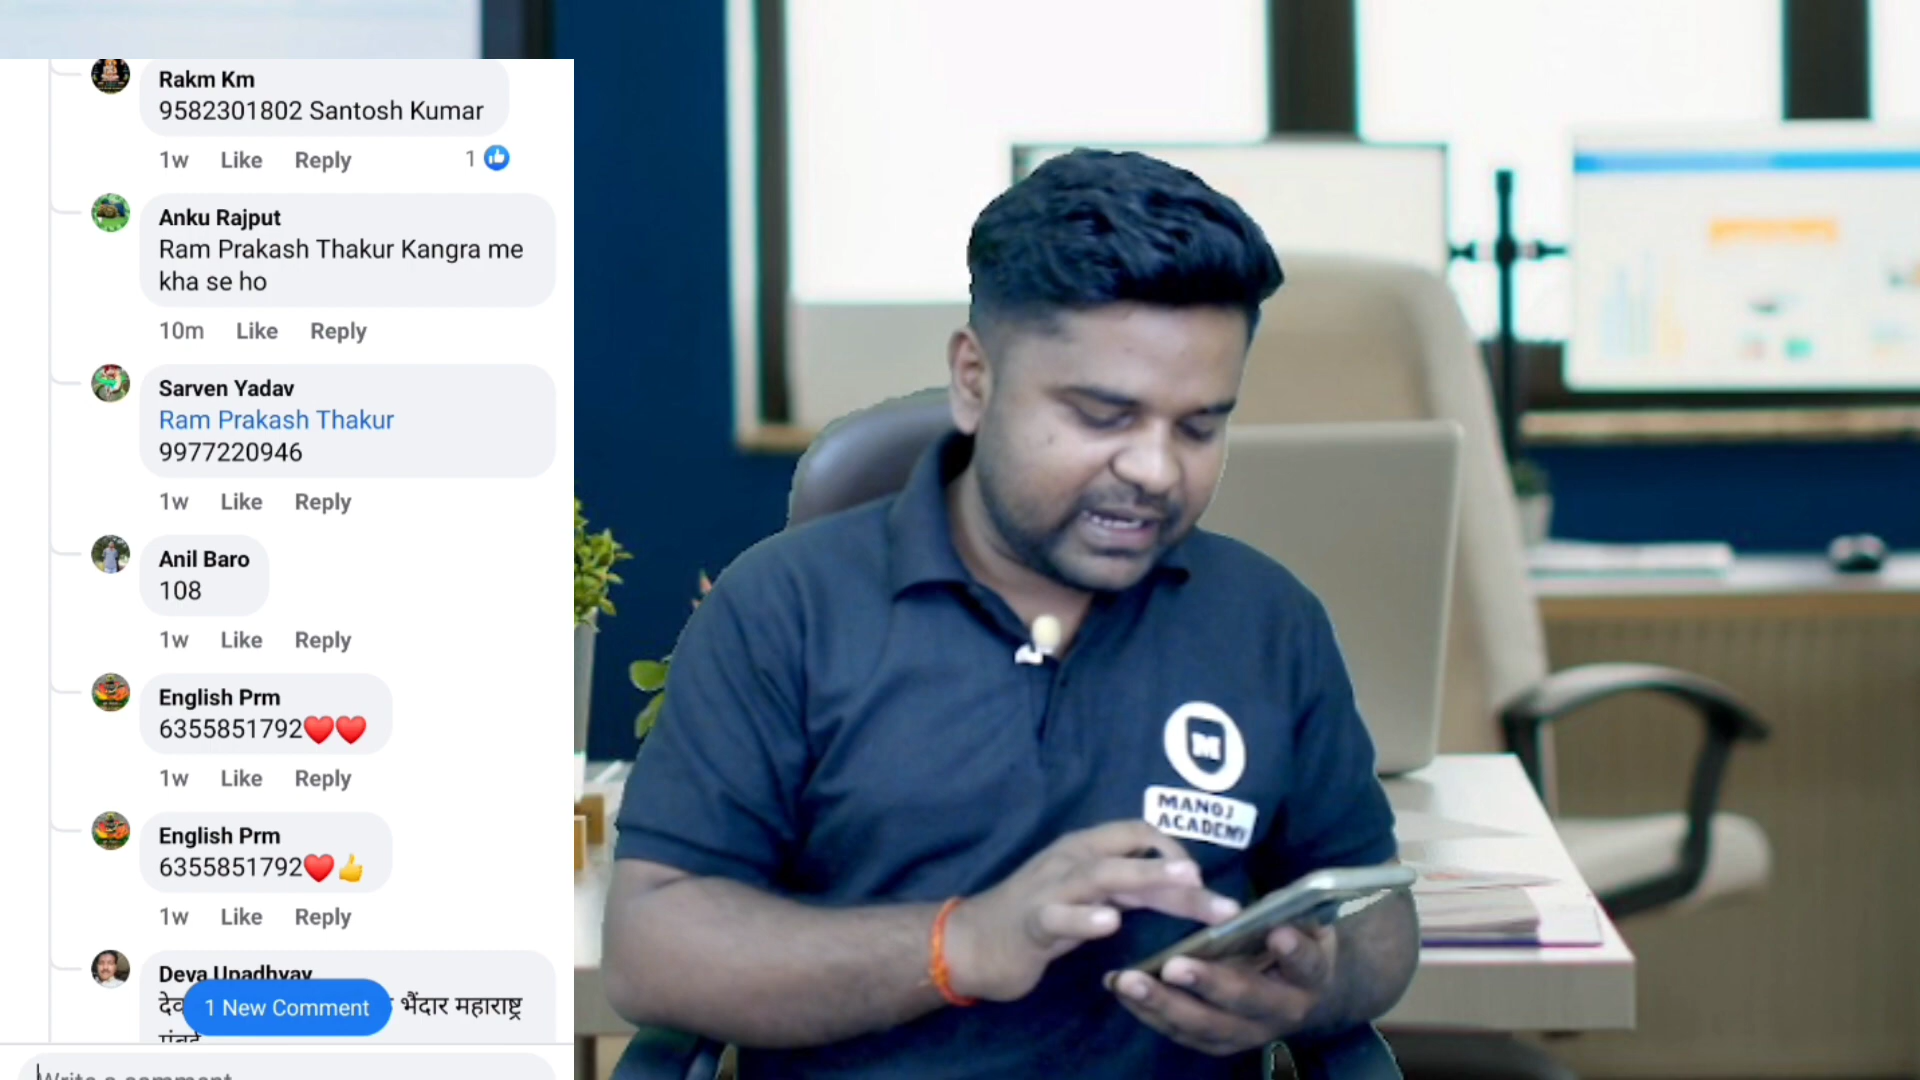 Rakm Km
9582301802 Santosh Kumar
1w Like Reply 1
Anku Rajput
Ram Prakash Thakur Kangra me
kha se ho
10m Like Reply
Sarven Yadav
Ram Prakash Thakur
9977220946
1w Like Reply
Anil Baro
108
1w Like Reply
English Prm
6355851792❤️❤️
1w Like Reply
English Prm
6355851792❤️👍
1w Like Reply
Deva Upadhyay
भैंदार महाराष्ट्र
1 New Comment
Write a comment
M
MANOJ
ACADEMY